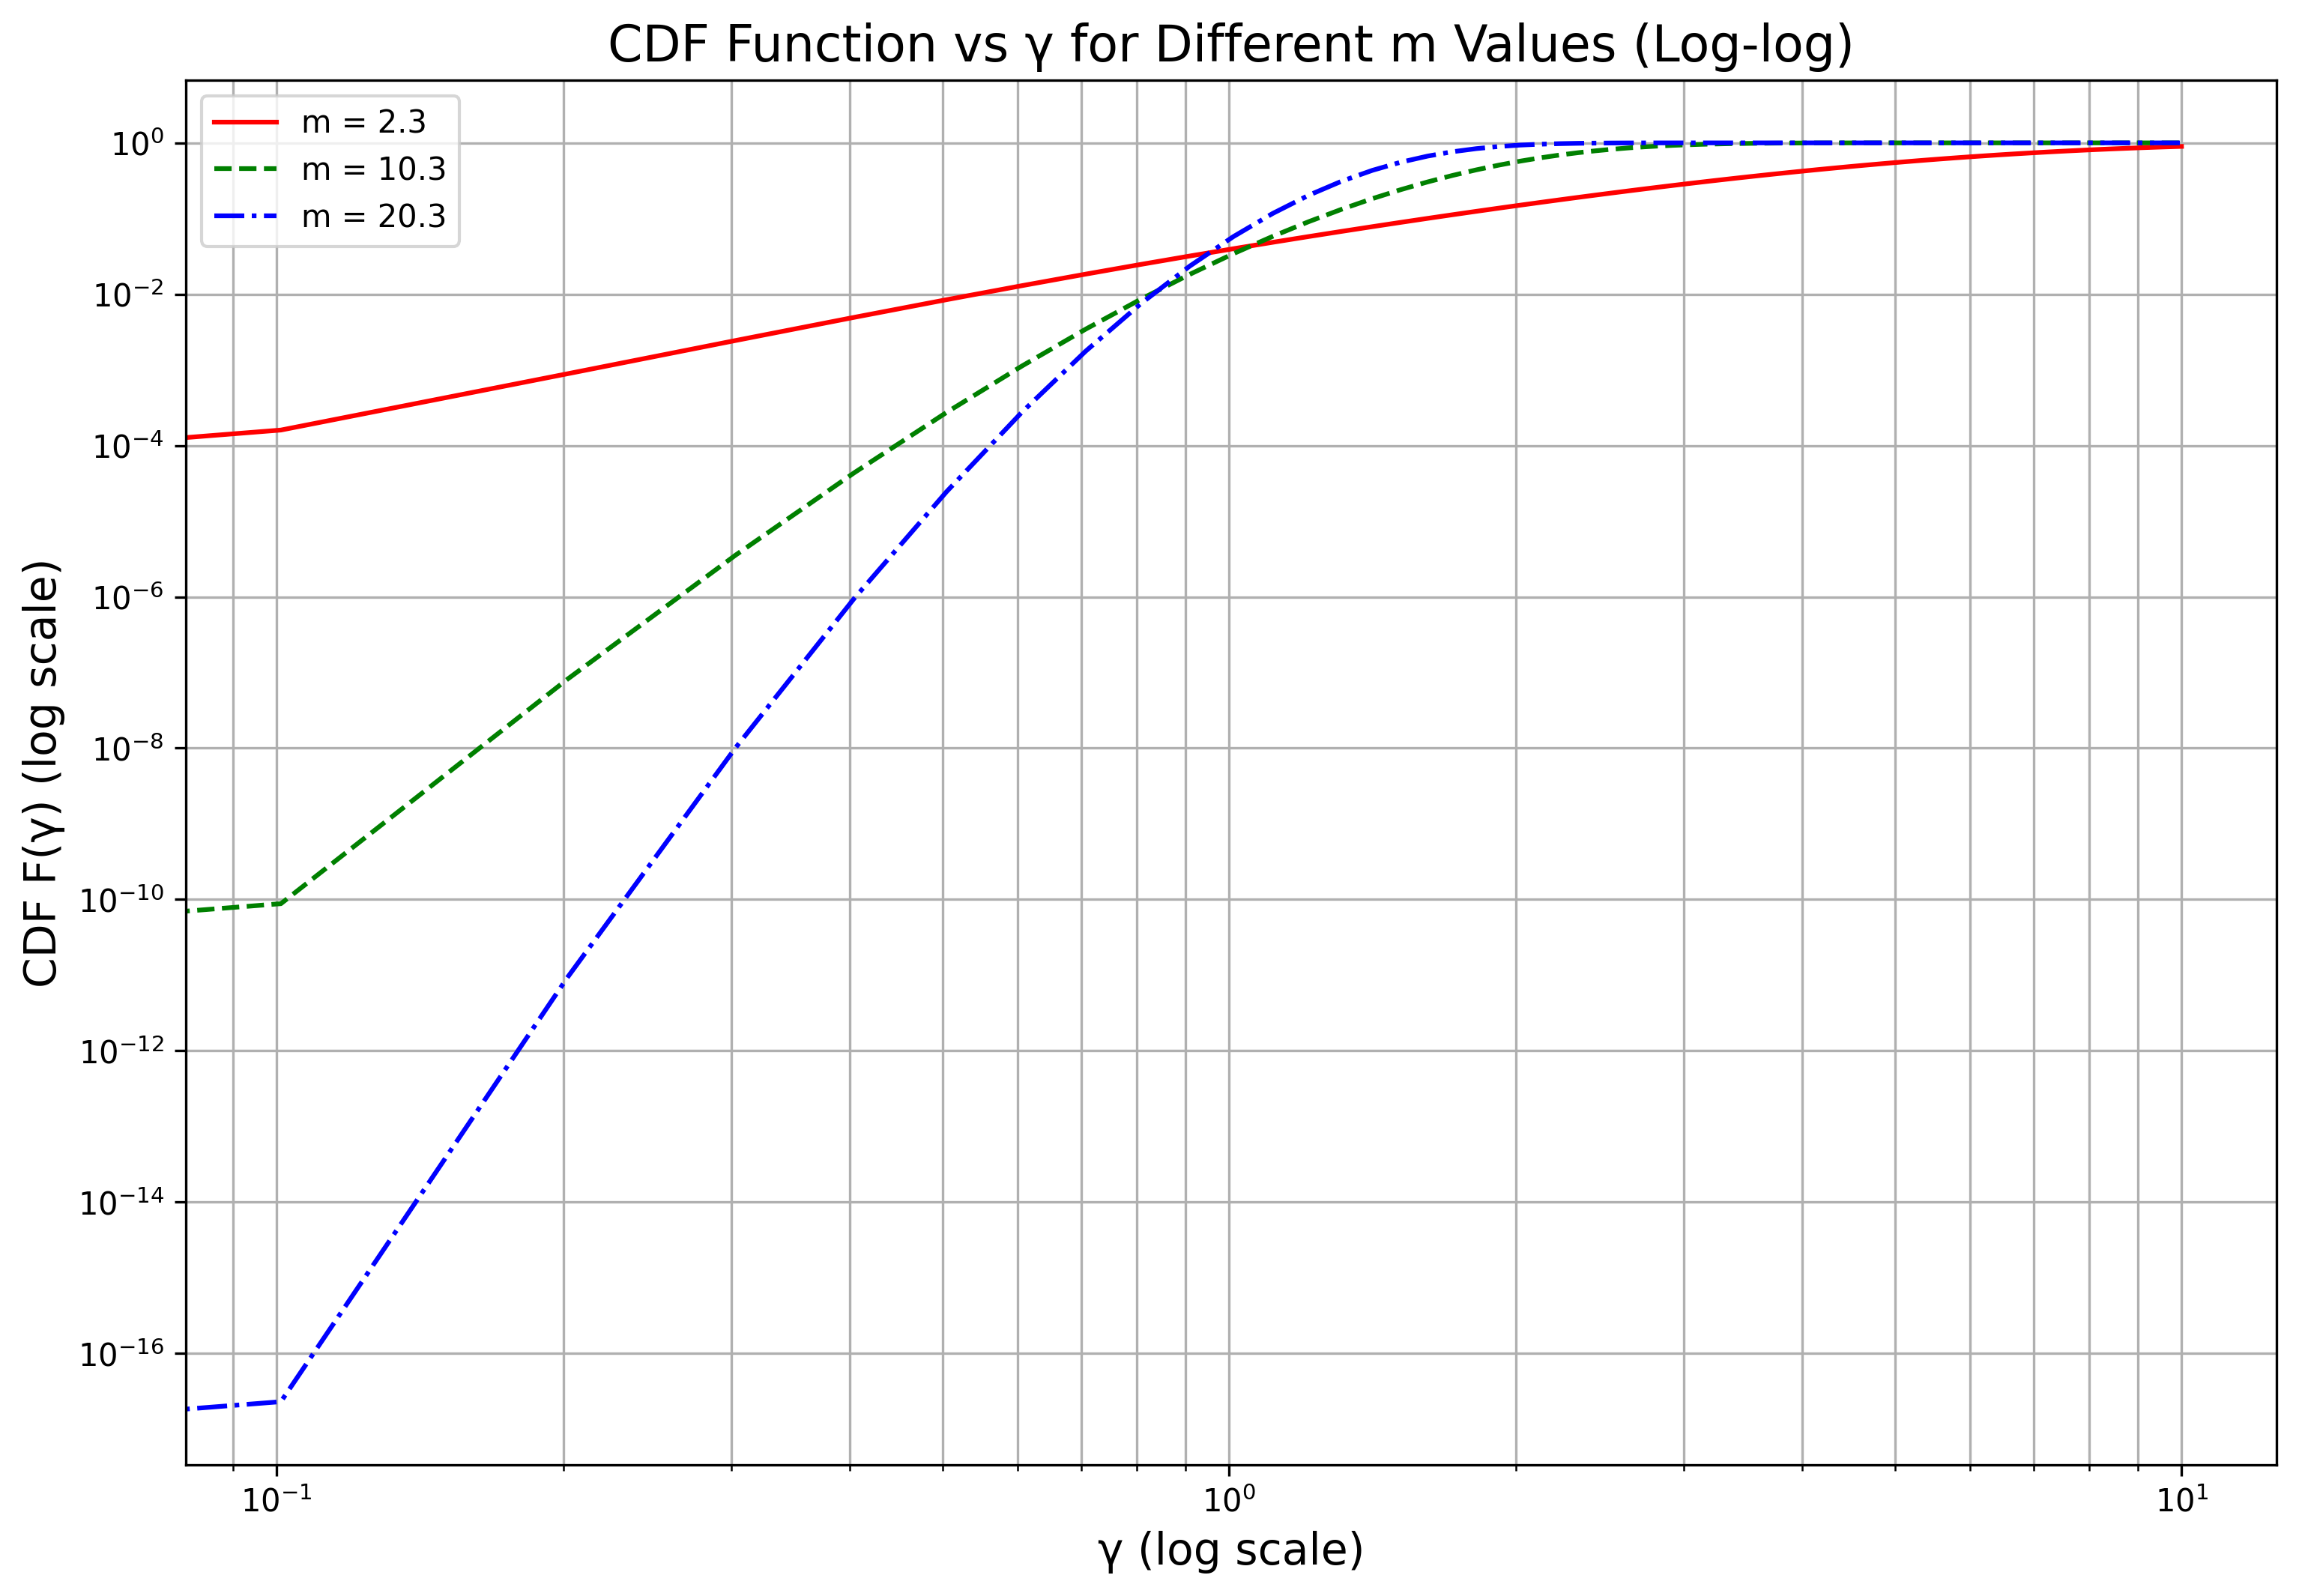 CDF Function vs γ for Different m Values (Log-log)
m = 2.3
m = 10.3
m = 20.3
CDF F(γ) (log scale)
10⁰
10⁻²
10⁻⁴
10⁻⁶
10⁻⁸
10⁻¹⁰
10⁻¹²
10⁻¹⁴
10⁻¹⁶
10⁻¹ 10⁰ 10¹
γ (log scale)